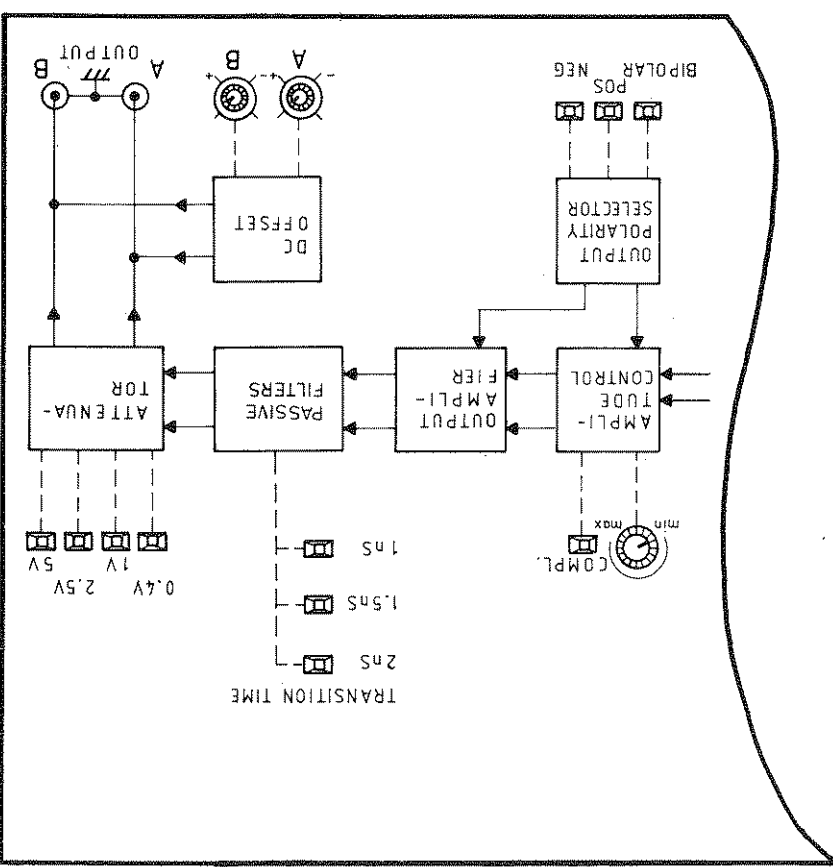 TRANSITION TIME
2nS
1.5nS
1nS
min max
COMPL.
0.4V
1V
2.5V
5V
AMPLI-
TUDE
CONTROL
OUTPUT
AMPLI-
FIER
PASSIVE
FILTERS
ATTENUA-
TOR
OUTPUT
POLARITY
SELECTOR
DC
OFFSET
BIPOLAR
POS
NEG
- +
A
- +
B
A
OUTPUT
B